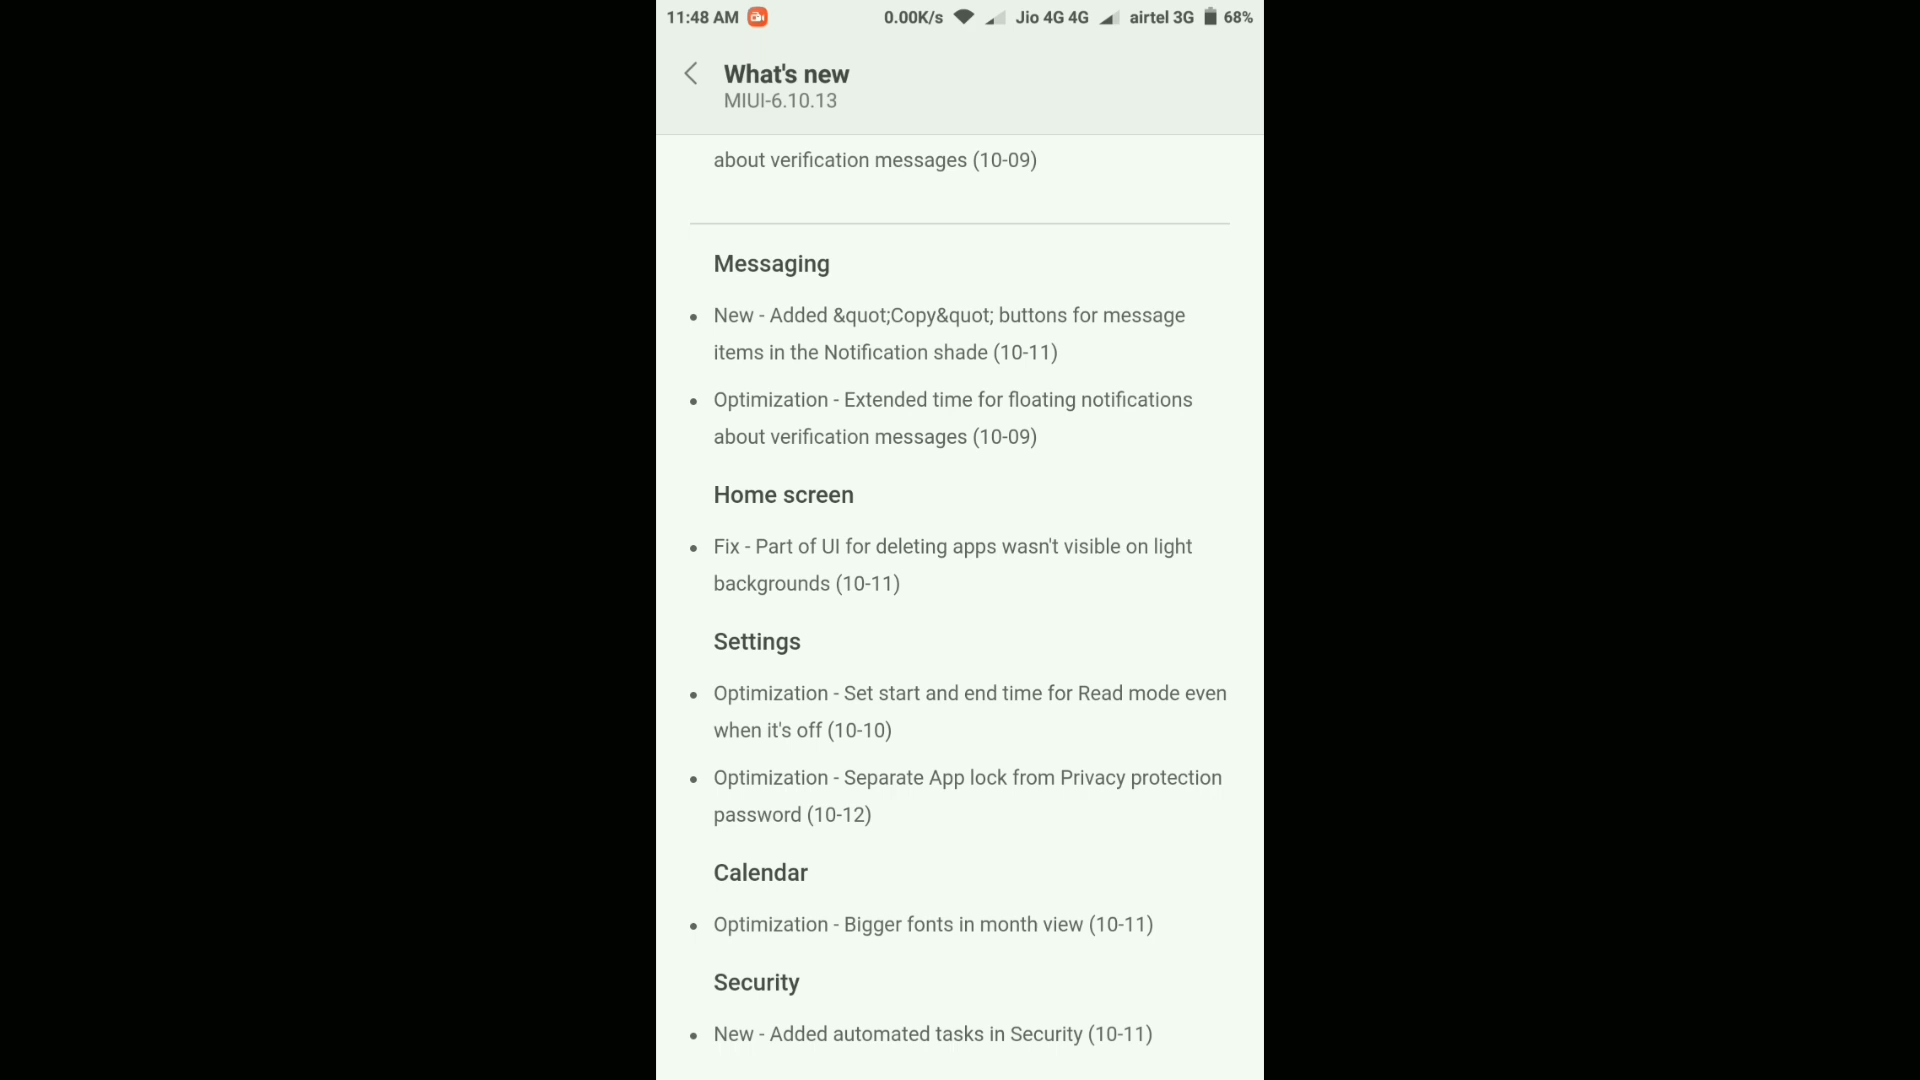 11:48 AM 0.00K/s Jio 4G 4G airtel 3G 68%
What's new
MIUI-6.10.13
about verification messages (10-09)
Messaging
• New - Added &quot;Copy&quot; buttons for message
items in the Notification shade (10-11)
• Optimization - Extended time for floating notifications
about verification messages (10-09)
Home screen
• Fix - Part of UI for deleting apps wasn't visible on light
backgrounds (10-11)
Settings
• Optimization - Set start and end time for Read mode even
when it's off (10-10)
• Optimization - Separate App lock from Privacy protection
password (10-12)
Calendar
• Optimization - Bigger fonts in month view (10-11)
Security
• New - Added automated tasks in Security (10-11)